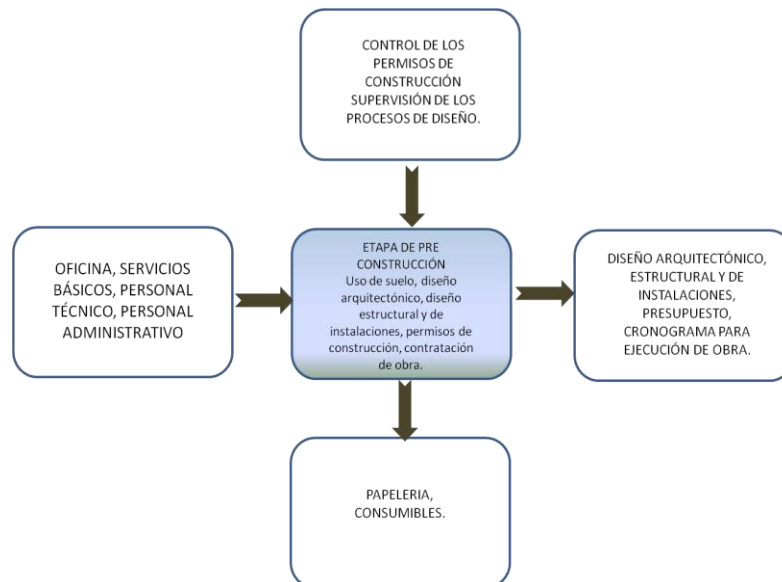 CONTROL DE LOS
PERMISOS DE
CONSTRUCCIÓN
SUPERVISIÓN DE LOS
PROCESOS DE DISEÑO.
OFICINA, SERVICIOS
BÁSICOS, PERSONAL
TÉCNICO, PERSONAL
ADMINISTRATIVO
ETAPA DE PRE
CONSTRUCCIÓN
Uso de suelo, diseño
arquitectónico, diseño
estructural y de
instalaciones, permisos de
construcción, contratación
de obra.
DISEÑO ARQUITECTÓNICO,
ESTRUCTURAL Y DE
INSTALACIONES,
PRESUPUESTO,
CRONOGRAMA PARA
EJECUCIÓN DE OBRA.
PAPELERIA,
CONSUMIBLES.